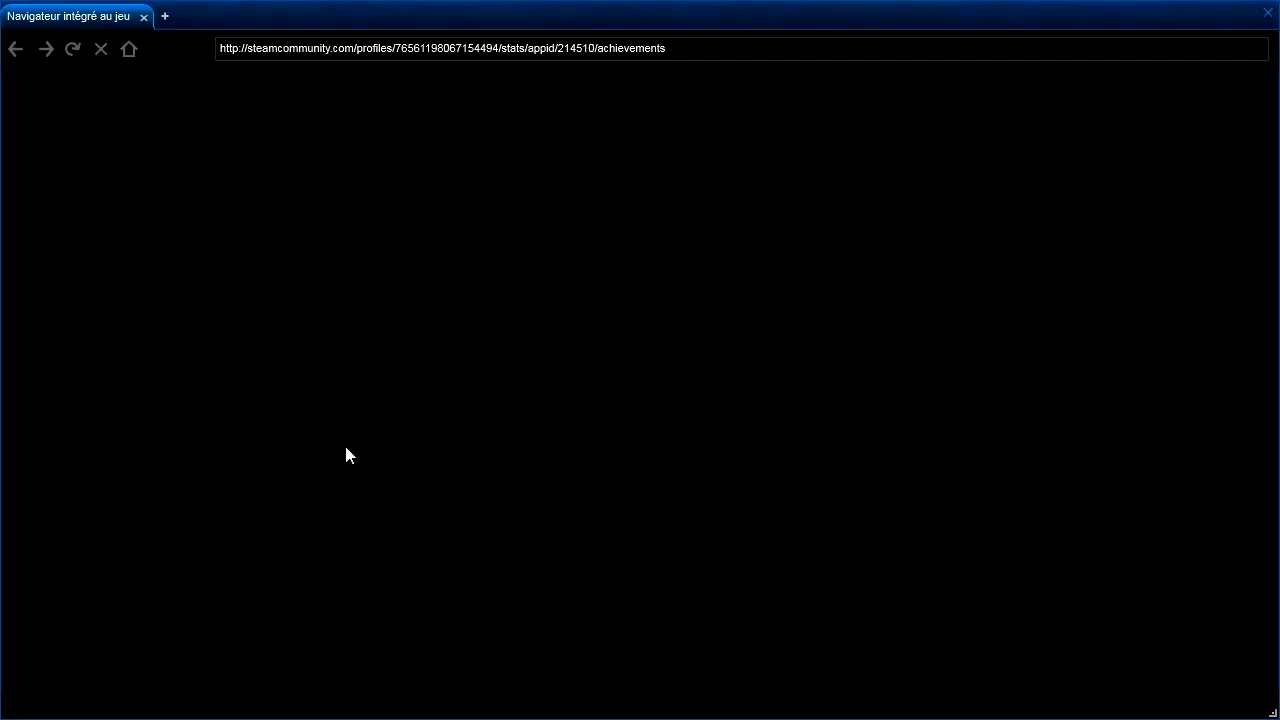 Navigateur intégré au jeu
http://steamcommunity.com/profiles/76561198067154494/stats/appid/214510/achievements